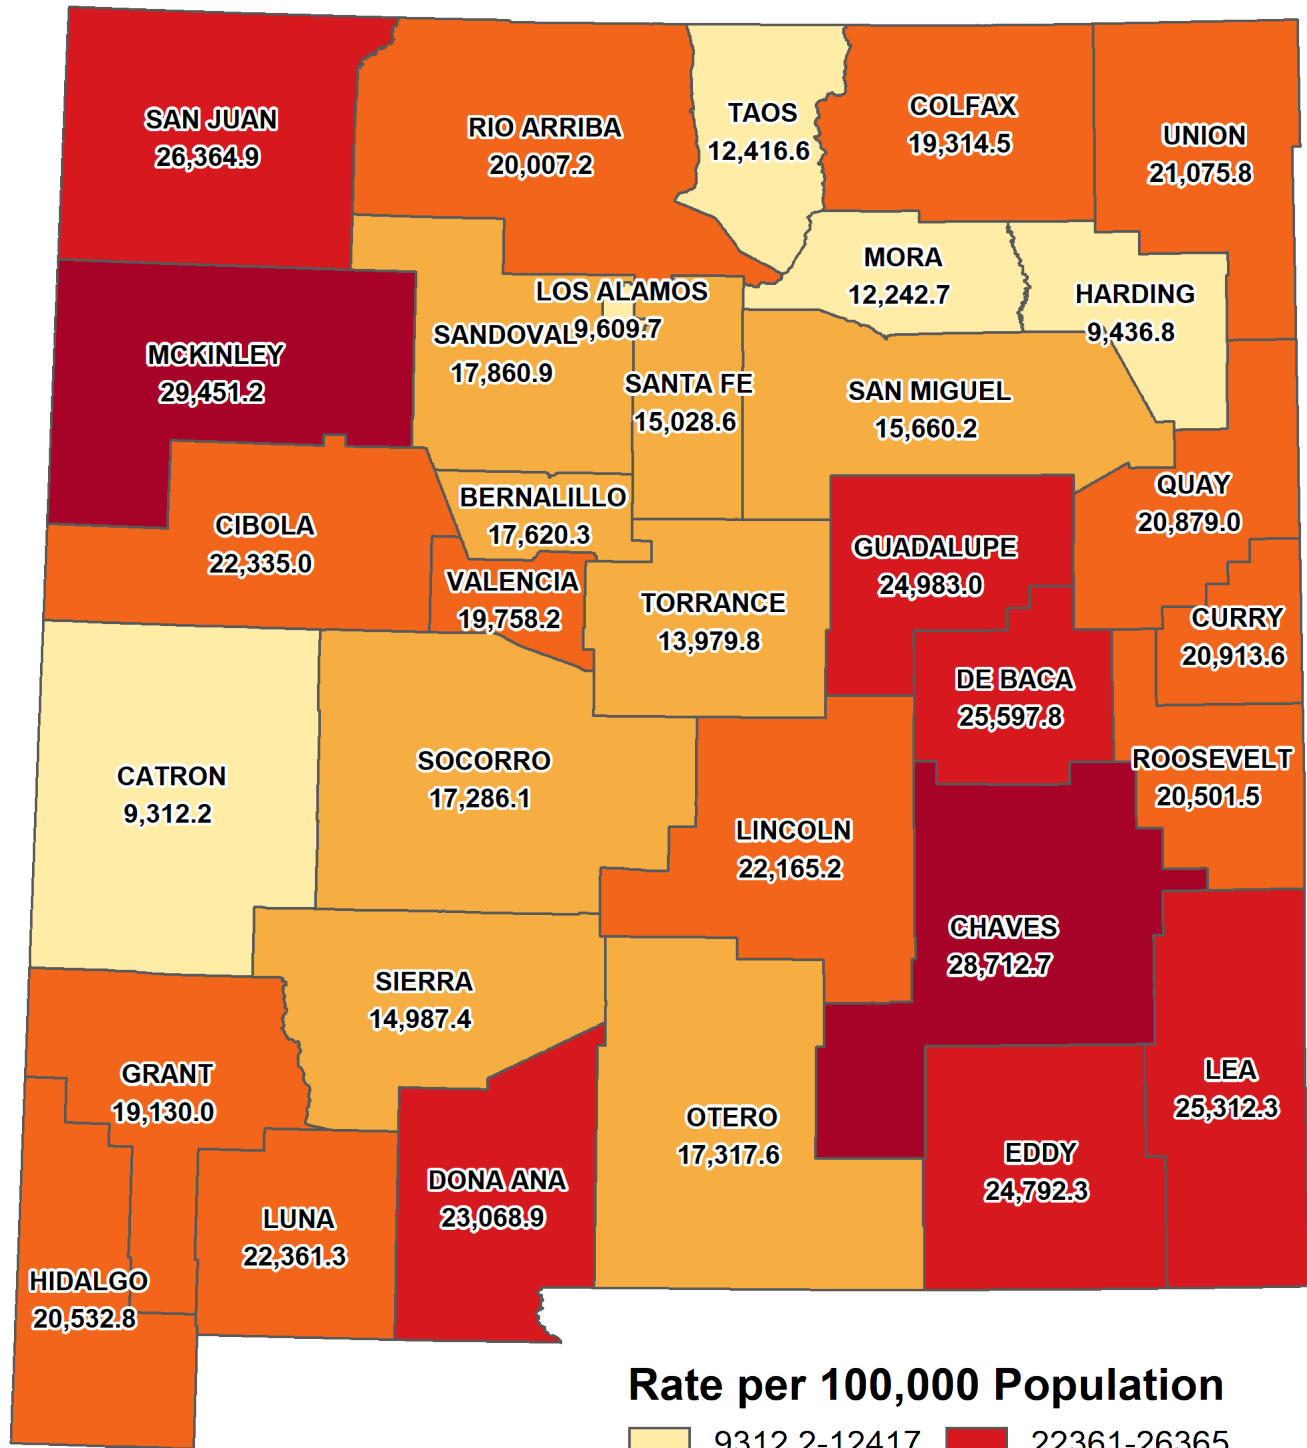 SAN JUAN
26,364.9
RIO ARRIBA
20,007.2
TAOS
12,416.6
COLFAX
19,314.5
UNION
21,075.8
MORA
12,242.7
HARDING
9,436.8
LOS ALAMOS
9,609.7
SANDOVAL
17,860.9
MCKINLEY
29,451.2
SANTA FE
15,028.6
SAN MIGUEL
15,660.2
QUAY
20,879.0
BERNALILLO
17,620.3
CIBOLA
22,335.0
GUADALUPE
24,983.0
VALENCIA
19,758.2
TORRANCE
13,979.8
CURRY
20,913.6
DE BACA
25,597.8
CATRON
9,312.2
SOCORRO
17,286.1
ROOSEVELT
20,501.5
LINCOLN
22,165.2
CHAVES
28,712.7
SIERRA
14,987.4
GRANT
19,130.0
LEA
25,312.3
OTERO
17,317.6
EDDY
24,792.3
DONA ANA
23,068.9
LUNA
22,361.3
HIDALGO
20,532.8
Rate per 100,000 Population
9312.2-12417
22361-26365